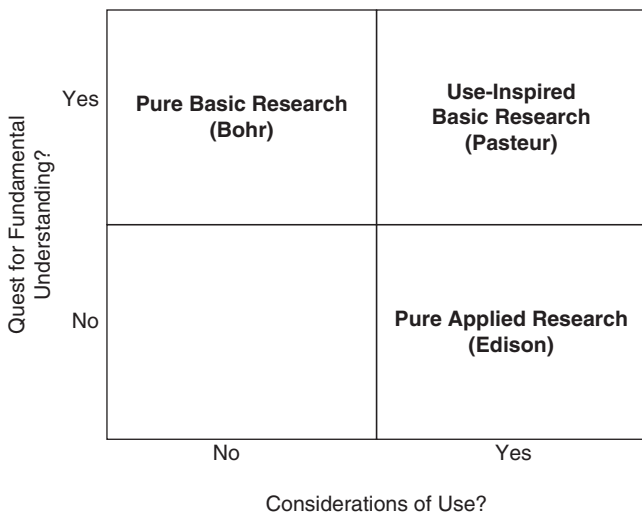 Quest for Fundamental
Understanding?
Yes
Pure Basic Research
(Bohr)
Use-Inspired
Basic Research
(Pasteur)
No
Pure Applied Research
(Edison)
No
Yes
Considerations of Use?